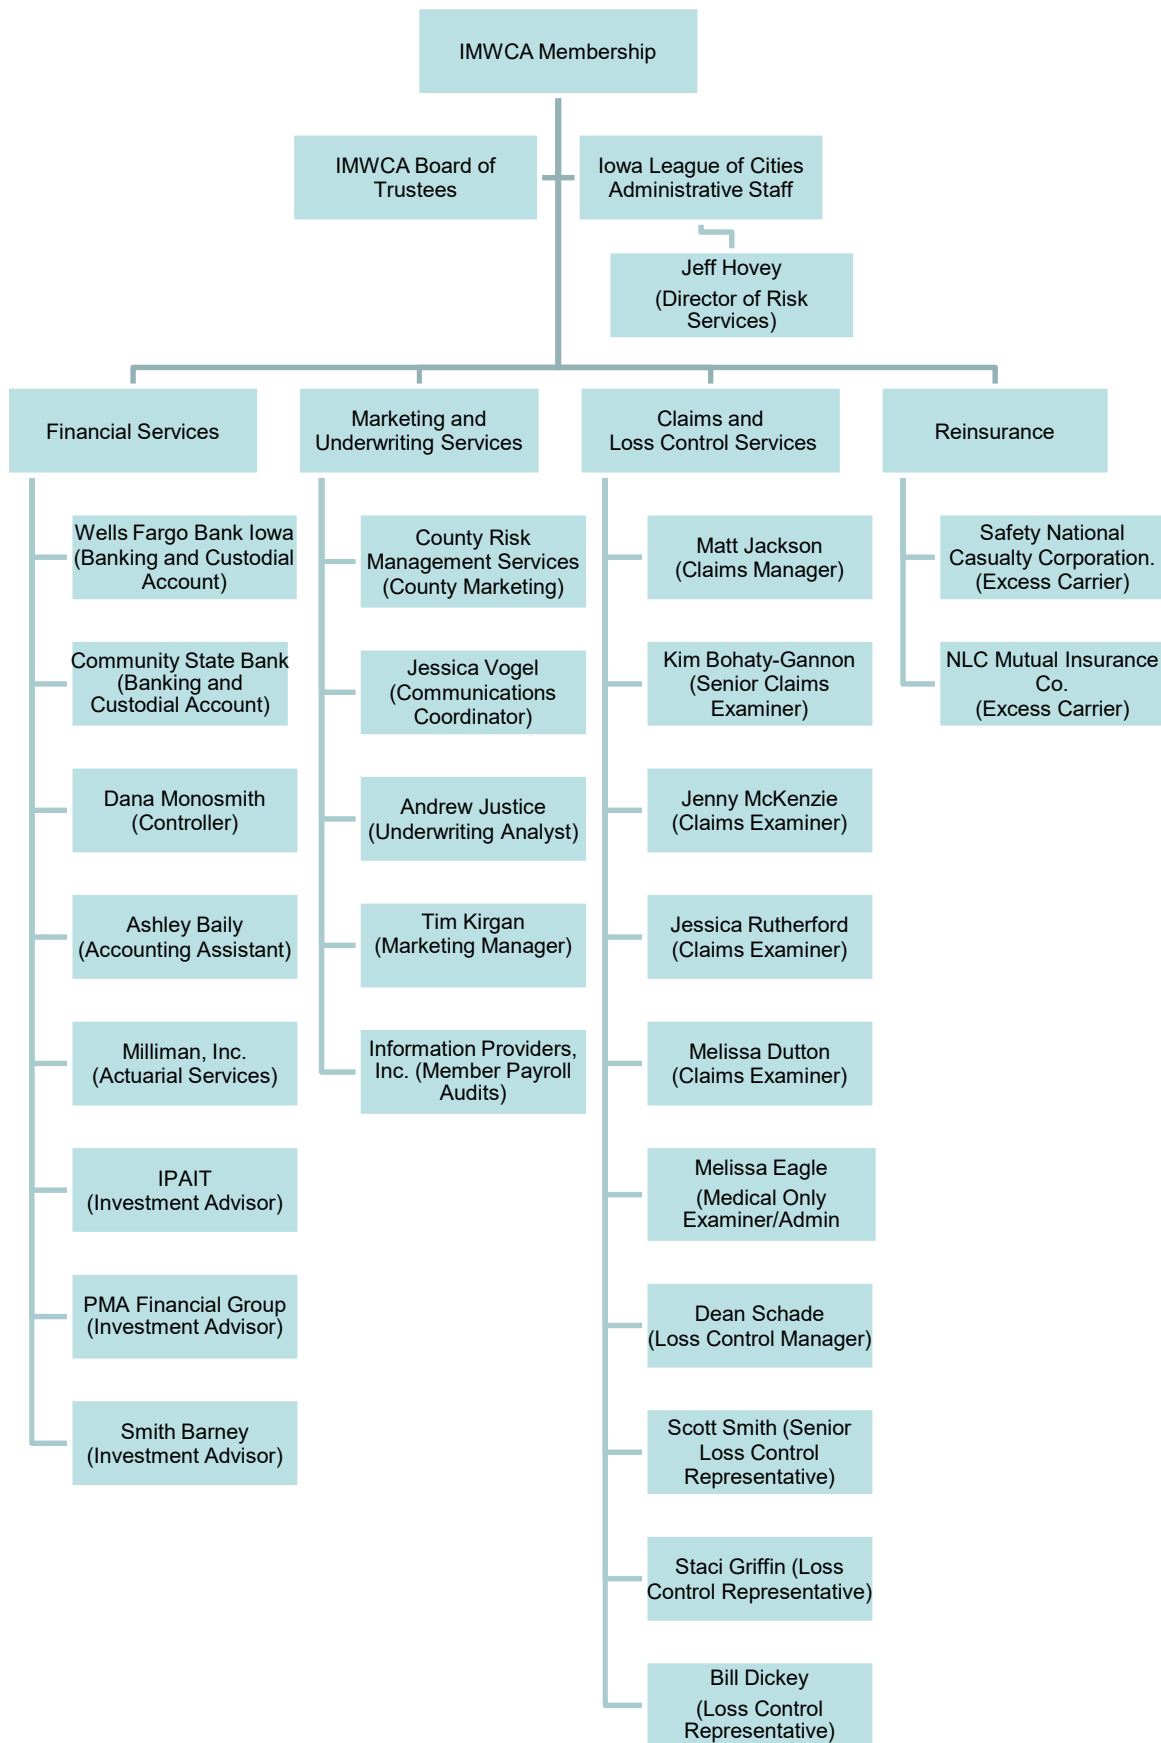 IMWCA Membership
IMWCA Board of
Trustees
Iowa League of Cities
Administrative Staff
Jeff Hovey
(Director of Risk
Services)
Financial Services
Marketing and
Underwriting Services
Claims and
Loss Control Services
Reinsurance
Wells Fargo Bank Iowa
(Banking and Custodial
Account)
Community State Bank
(Banking and
Custodial Account)
Dana Monosmith
(Controller)
Ashley Baily
(Accounting Assistant)
Milliman, Inc.
(Actuarial Services)
IPAIT
(Investment Advisor)
PMA Financial Group
(Investment Advisor)
Smith Barney
(Investment Advisor)
County Risk
Management Services
(County Marketing)
Jessica Vogel
(Communications
Coordinator)
Andrew Justice
(Underwriting Analyst)
Tim Kirgan
(Marketing Manager)
Information Providers,
Inc. (Member Payroll
Audits)
Matt Jackson
(Claims Manager)
Kim Bohaty-Gannon
(Senior Claims
Examiner)
Jenny McKenzie
(Claims Examiner)
Jessica Rutherford
(Claims Examiner)
Melissa Dutton
(Claims Examiner)
Melissa Eagle
(Medical Only
Examiner/Admin
Dean Schade
(Loss Control Manager)
Scott Smith (Senior
Loss Control
Representative)
Staci Griffin (Loss
Control Representative)
Bill Dickey
(Loss Control
Representative)
Safety National
Casualty Corporation.
(Excess Carrier)
NLC Mutual Insurance
Co.
(Excess Carrier)